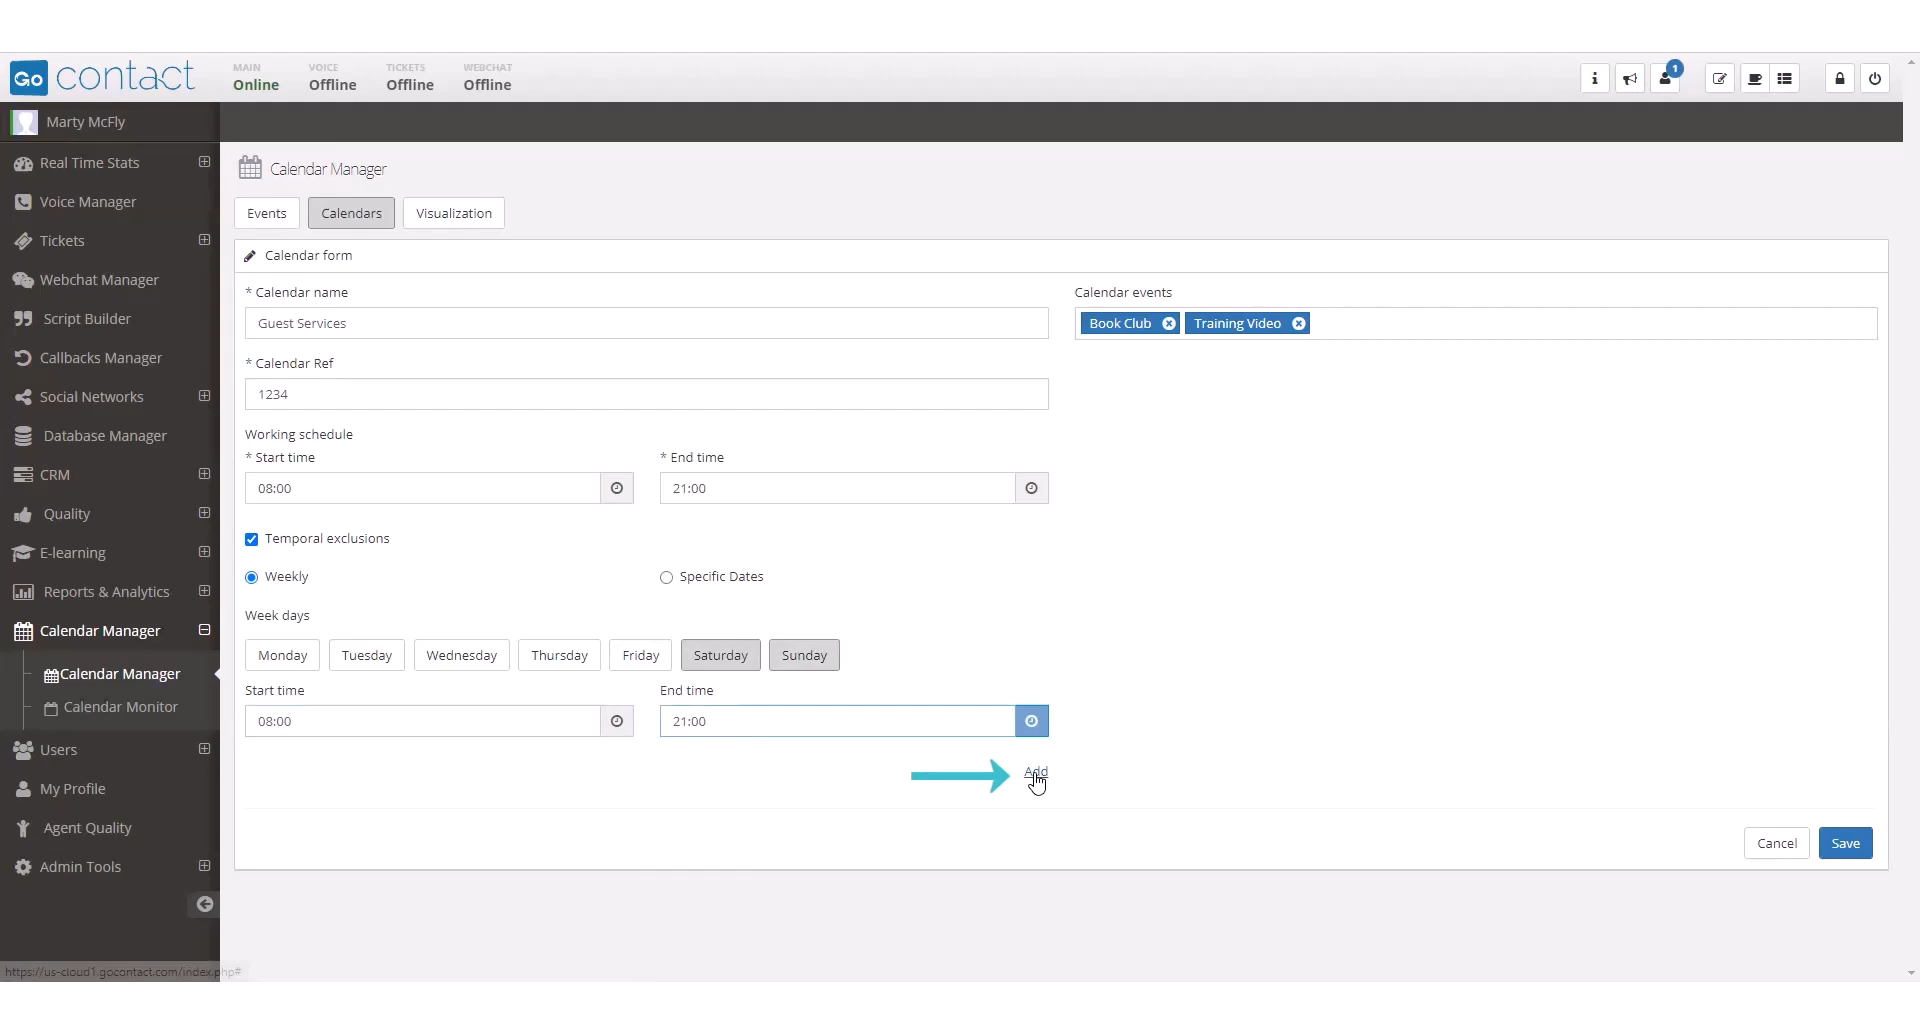 Go contact
MAIN
Online
VOICE
Offline
TICKETS
Offline
WEBCHAT
Offline
1
Marty McFly
Real Time Stats
Voice Manager
Tickets
Webchat Manager
Script Builder
Callbacks Manager
Social Networks
Database Manager
CRM
Quality
E-learning
Reports & Analytics
Calendar Manager
Calendar Manager
Calendar Monitor
Users
My Profile
Agent Quality
Admin Tools
https://us-cloud1.gocontact.com/index.php#
Calendar Manager
Events Calendars Visualization
Calendar form
* Calendar name
Guest Services
* Calendar Ref
1234
Working schedule
* Start time * End time
08:00 21:00
Temporal exclusions
Weekly Specific Dates
Week days
Monday Tuesday Wednesday Thursday Friday Saturday Sunday
Start time End time
08:00 21:00
Add
Calendar events
Book Club Training Video
Cancel Save